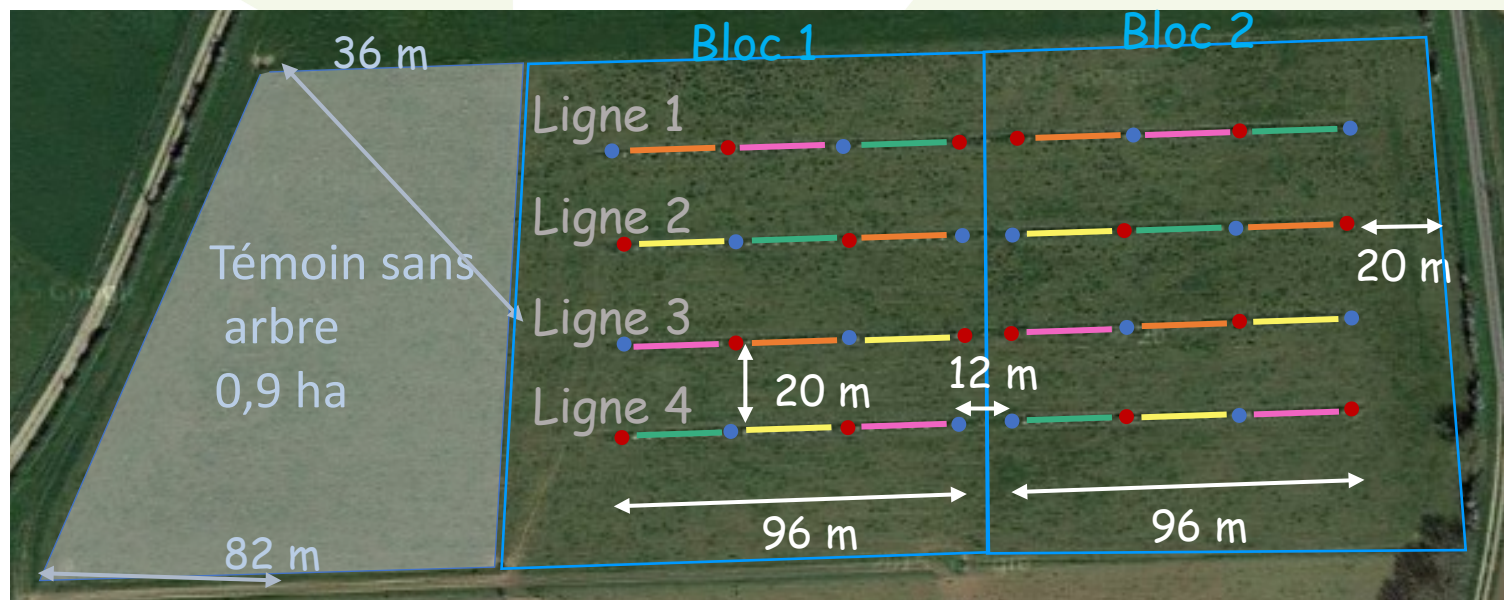 36 m
Bloc 1
Bloc 2
Ligne 1
Ligne 2
Témoin sans
arbre
0,9 ha
20 m
Ligne 3
12 m
20 m
Ligne 4
82 m
96 m
96 m